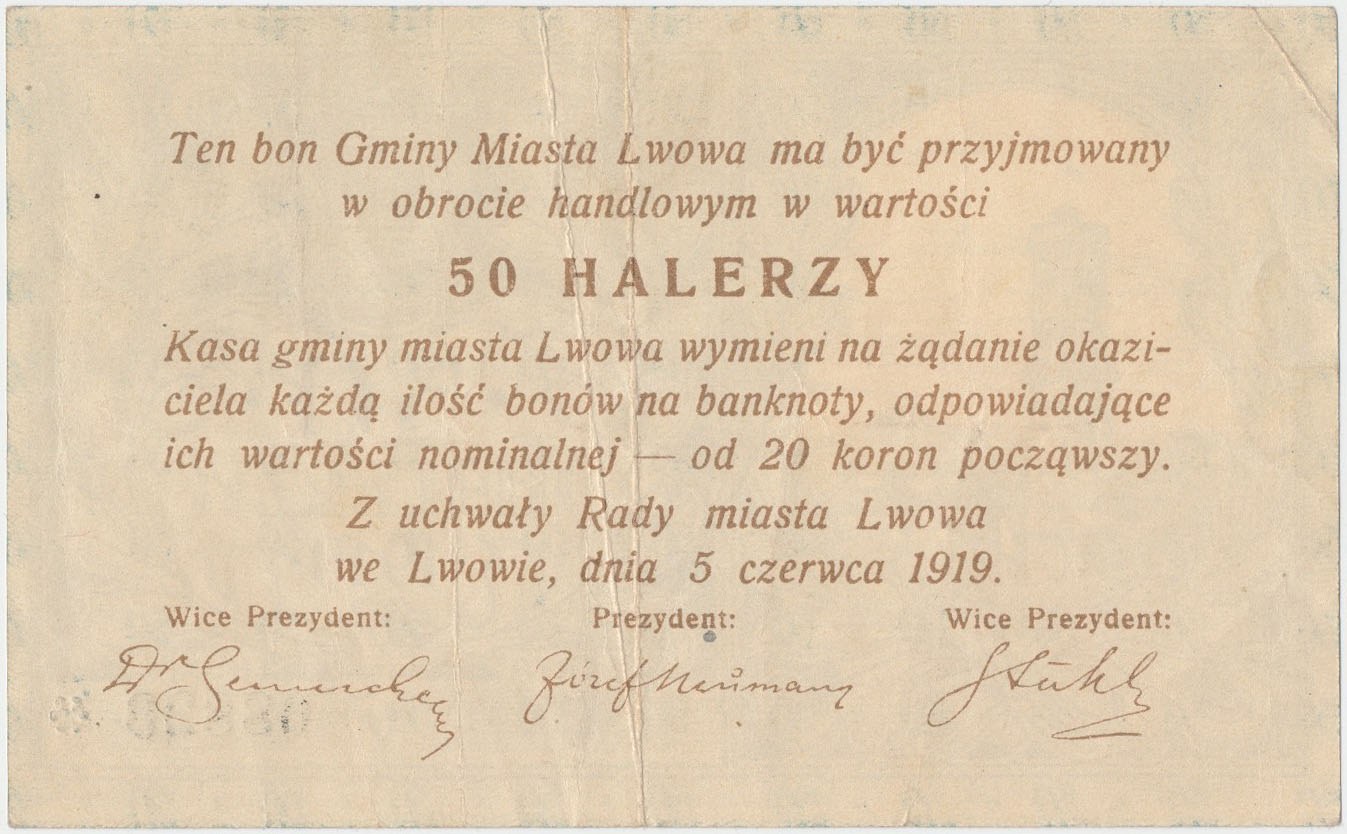 Ten bon Gminy Miasta Lwowa ma być przyjmowany
w obrocie handlowym w wartości
50 HALERZY
Kasa gminy miasta Lwowa wymieni na żądanie okazi-
ciela każdą ilość bonów na banknoty, odpowiadające
ich wartości nominalnej — od 20 koron począwszy.
Z uchwały Rady miasta Lwowa
we Lwowie, dnia 5 czerwca 1919.
Wice Prezydent: Prezydent: Wice Prezydent:
Dr Józef Neumann Stahl